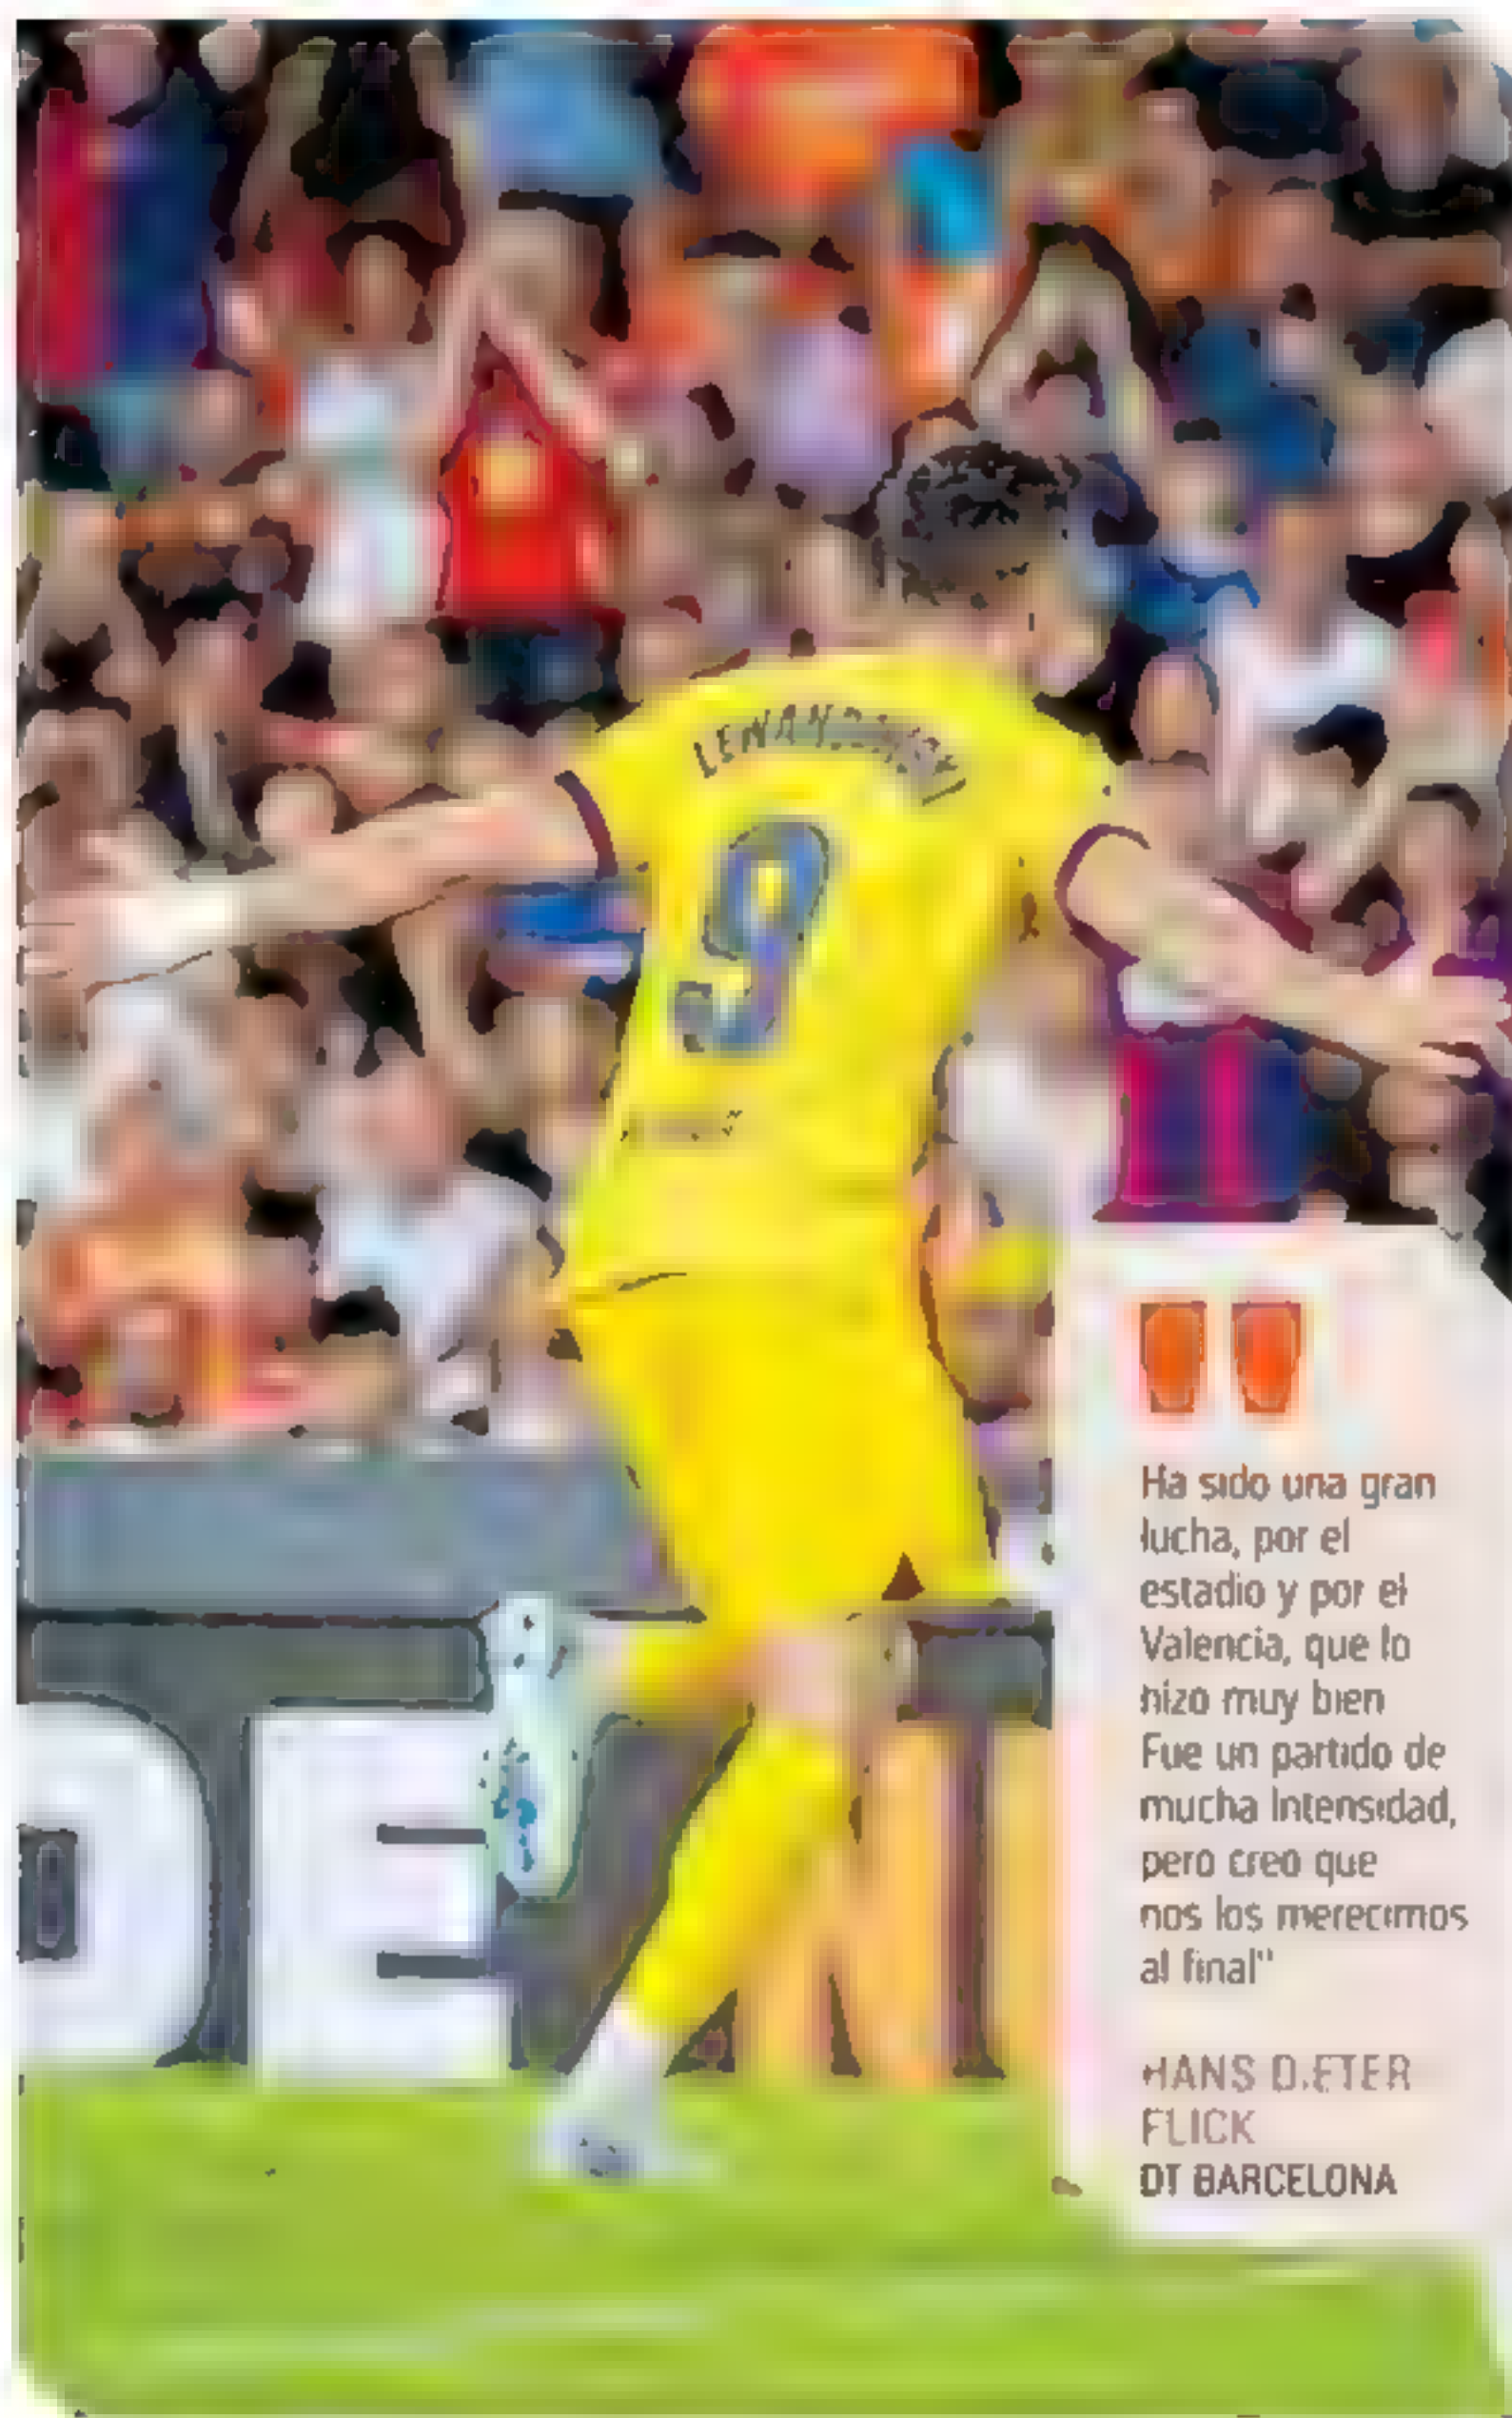 LEWANDOWSKI
9
DE
Ha sido una gran
lucha, por el
estadio y por el
Valencia, que lo
hizo muy bien
Fue un partido de
mucha intensidad,
pero creo que
nos los merecimos
al final"
HANS DIETER
FLICK
DT BARCELONA